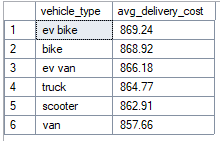 vehicle_type avg_delivery_cost
1 ev bike 869.24
2 bike 868.92
3 ev van 866.18
4 truck 864.77
5 scooter 862.91
6 van 857.66